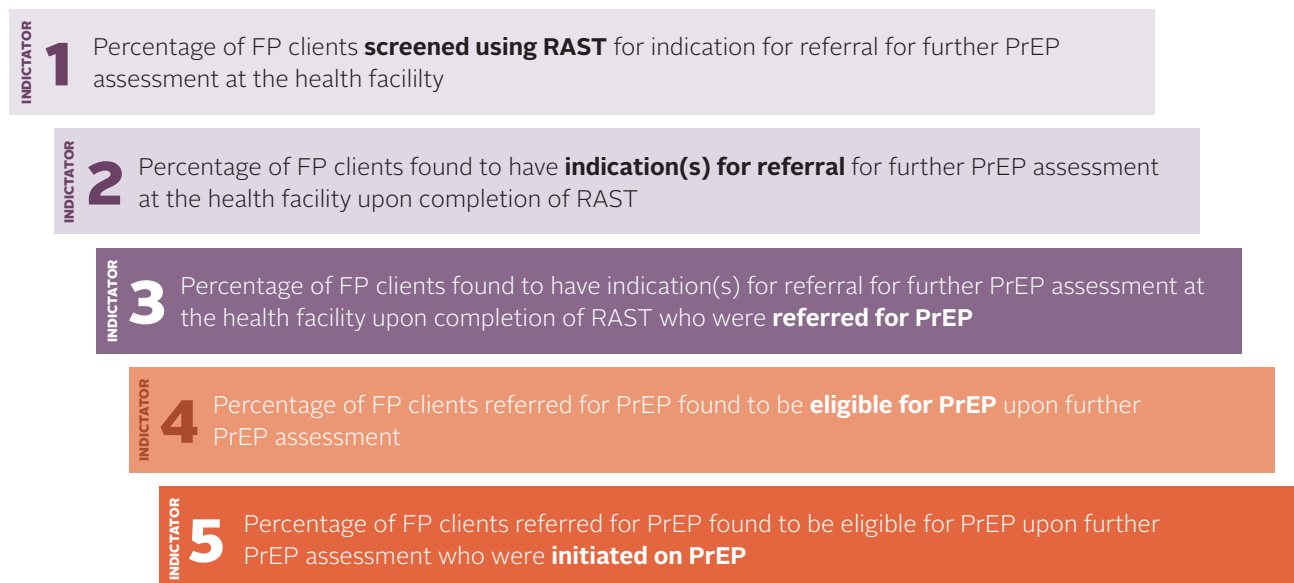 INDICTATOR
1
Percentage of FP clients screened using RAST for indication for referral for further PrEP
assessment at the health facililty
INDICTATOR
2
Percentage of FP clients found to have indication(s) for referral for further PrEP assessment
at the health facility upon completion of RAST
INDICTATOR
3
Percentage of FP clients found to have indication(s) for referral for further PrEP assessment at
the health facility upon completion of RAST who were referred for PrEP
INDICTATOR
4
Percentage of FP clients referred for PrEP found to be eligible for PrEP upon further
PrEP assessment
INDICTATOR
5
Percentage of FP clients referred for PrEP found to be eligible for PrEP upon further
PrEP assessment who were initiated on PrEP